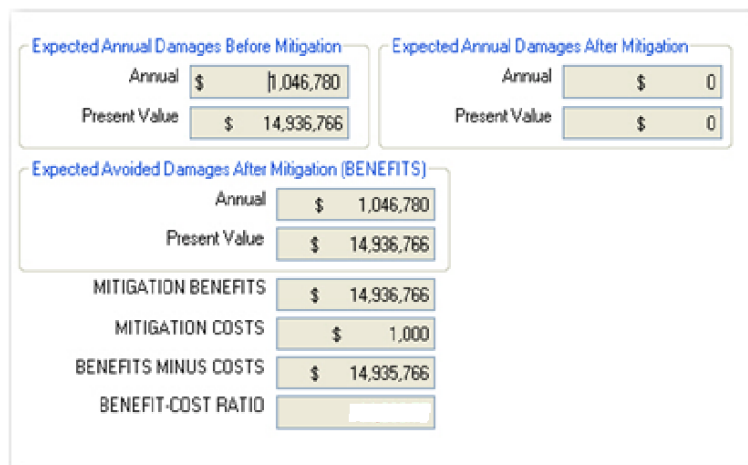 Expected Annual Damages Before Mitigation
Annual $ 1,046,780
Present Value $ 14,936,766
Expected Annual Damages After Mitigation
Annual $ 0
Present Value $ 0
Expected Avoided Damages After Mitigation (BENEFITS)
Annual $ 1,046,780
Present Value $ 14,936,766
MITIGATION BENEFITS $ 14,936,766
MITIGATION COSTS $ 1,000
BENEFITS MINUS COSTS $ 14,935,766
BENEFIT-COST RATIO